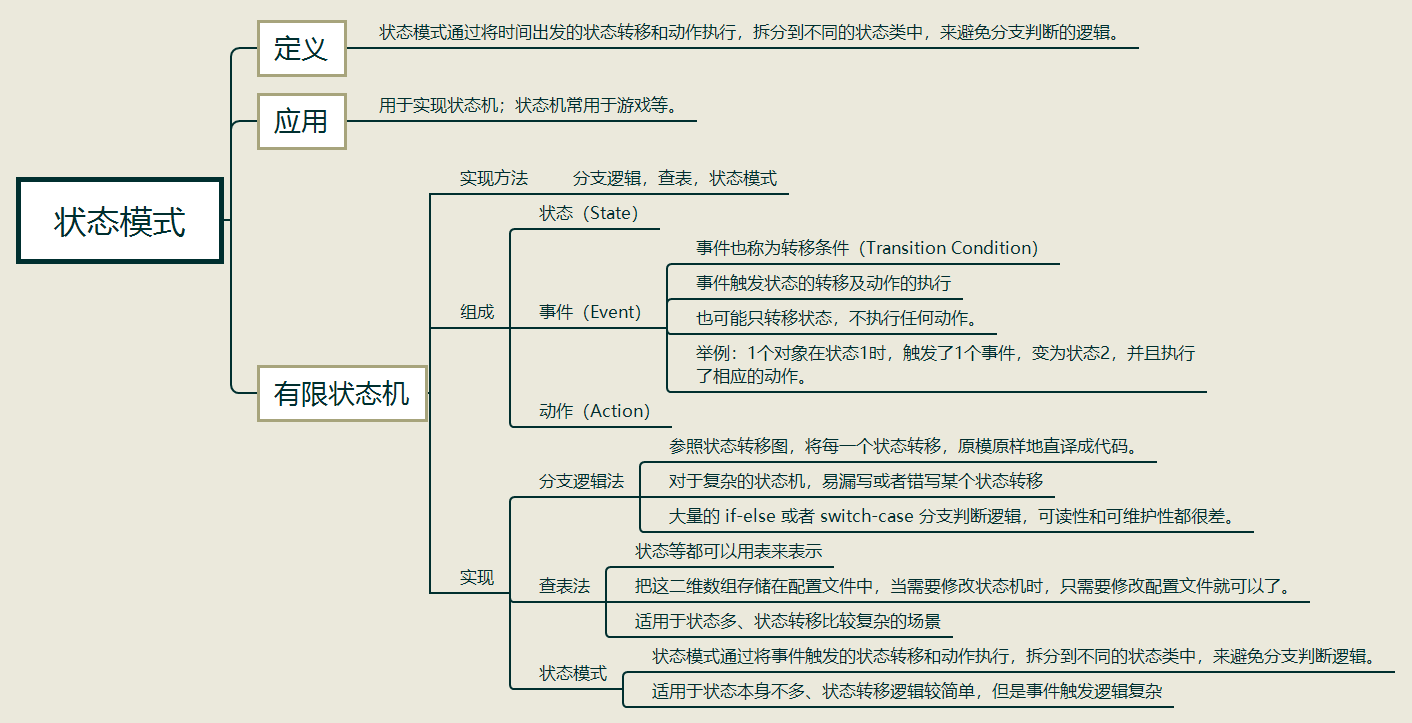 状态模式
定义
状态模式通过将时间出发的状态转移和动作执行，拆分到不同的状态类中，来避免分支判断的逻辑。
应用
用于实现状态机；状态机常用于游戏等。
有限状态机
实现方法
分支逻辑，查表，状态模式
组成
状态（State）
事件（Event）
事件也称为转移条件（Transition Condition）
事件触发状态的转移及动作的执行
也可能只转移状态，不执行任何动作。
举例：1个对象在状态1时，触发了1个事件，变为状态2，并且执行
了相应的动作。
动作（Action）
实现
分支逻辑法
参照状态转移图，将每一个状态转移，原模原样地直译成代码。
对于复杂的状态机，易漏写或者错写某个状态转移
大量的 if-else 或者 switch-case 分支判断逻辑，可读性和可维护性都很差。
查表法
状态等都可以用表来表示
把这二维数组存储在配置文件中，当需要修改状态机时，只需要修改配置文件就可以了。
适用于状态多、状态转移比较复杂的场景
状态模式
状态模式通过将事件触发的状态转移和动作执行，拆分到不同的状态类中，来避免分支判断逻辑。
适用于状态本身不多、状态转移逻辑较简单，但是事件触发逻辑复杂